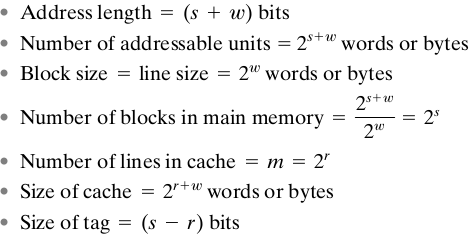 • Address length = (s + w) bits
• Number of addressable units = 2^{s+w} words or bytes
• Block size = line size = 2^w words or bytes
• Number of blocks in main memory = \frac{2^{s+w}}{2^w} = 2^s
• Number of lines in cache = m = 2^r
• Size of cache = 2^{r+w} words or bytes
• Size of tag = (s − r) bits